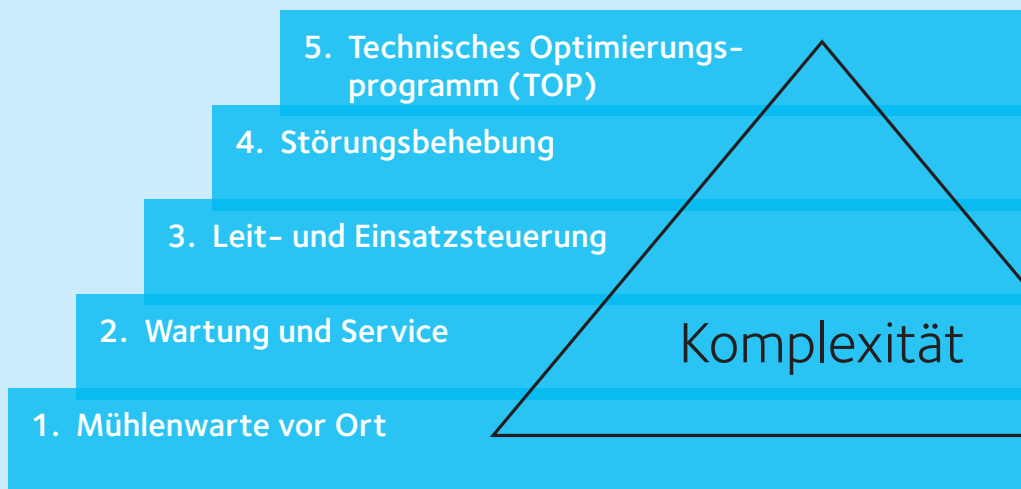 5. Technisches Optimierungs-
programm (TOP)
4. Störungsbehebung
3. Leit- und Einsatzsteuerung
2. Wartung und Service
Komplexität
1. Mühlenwarte vor Ort